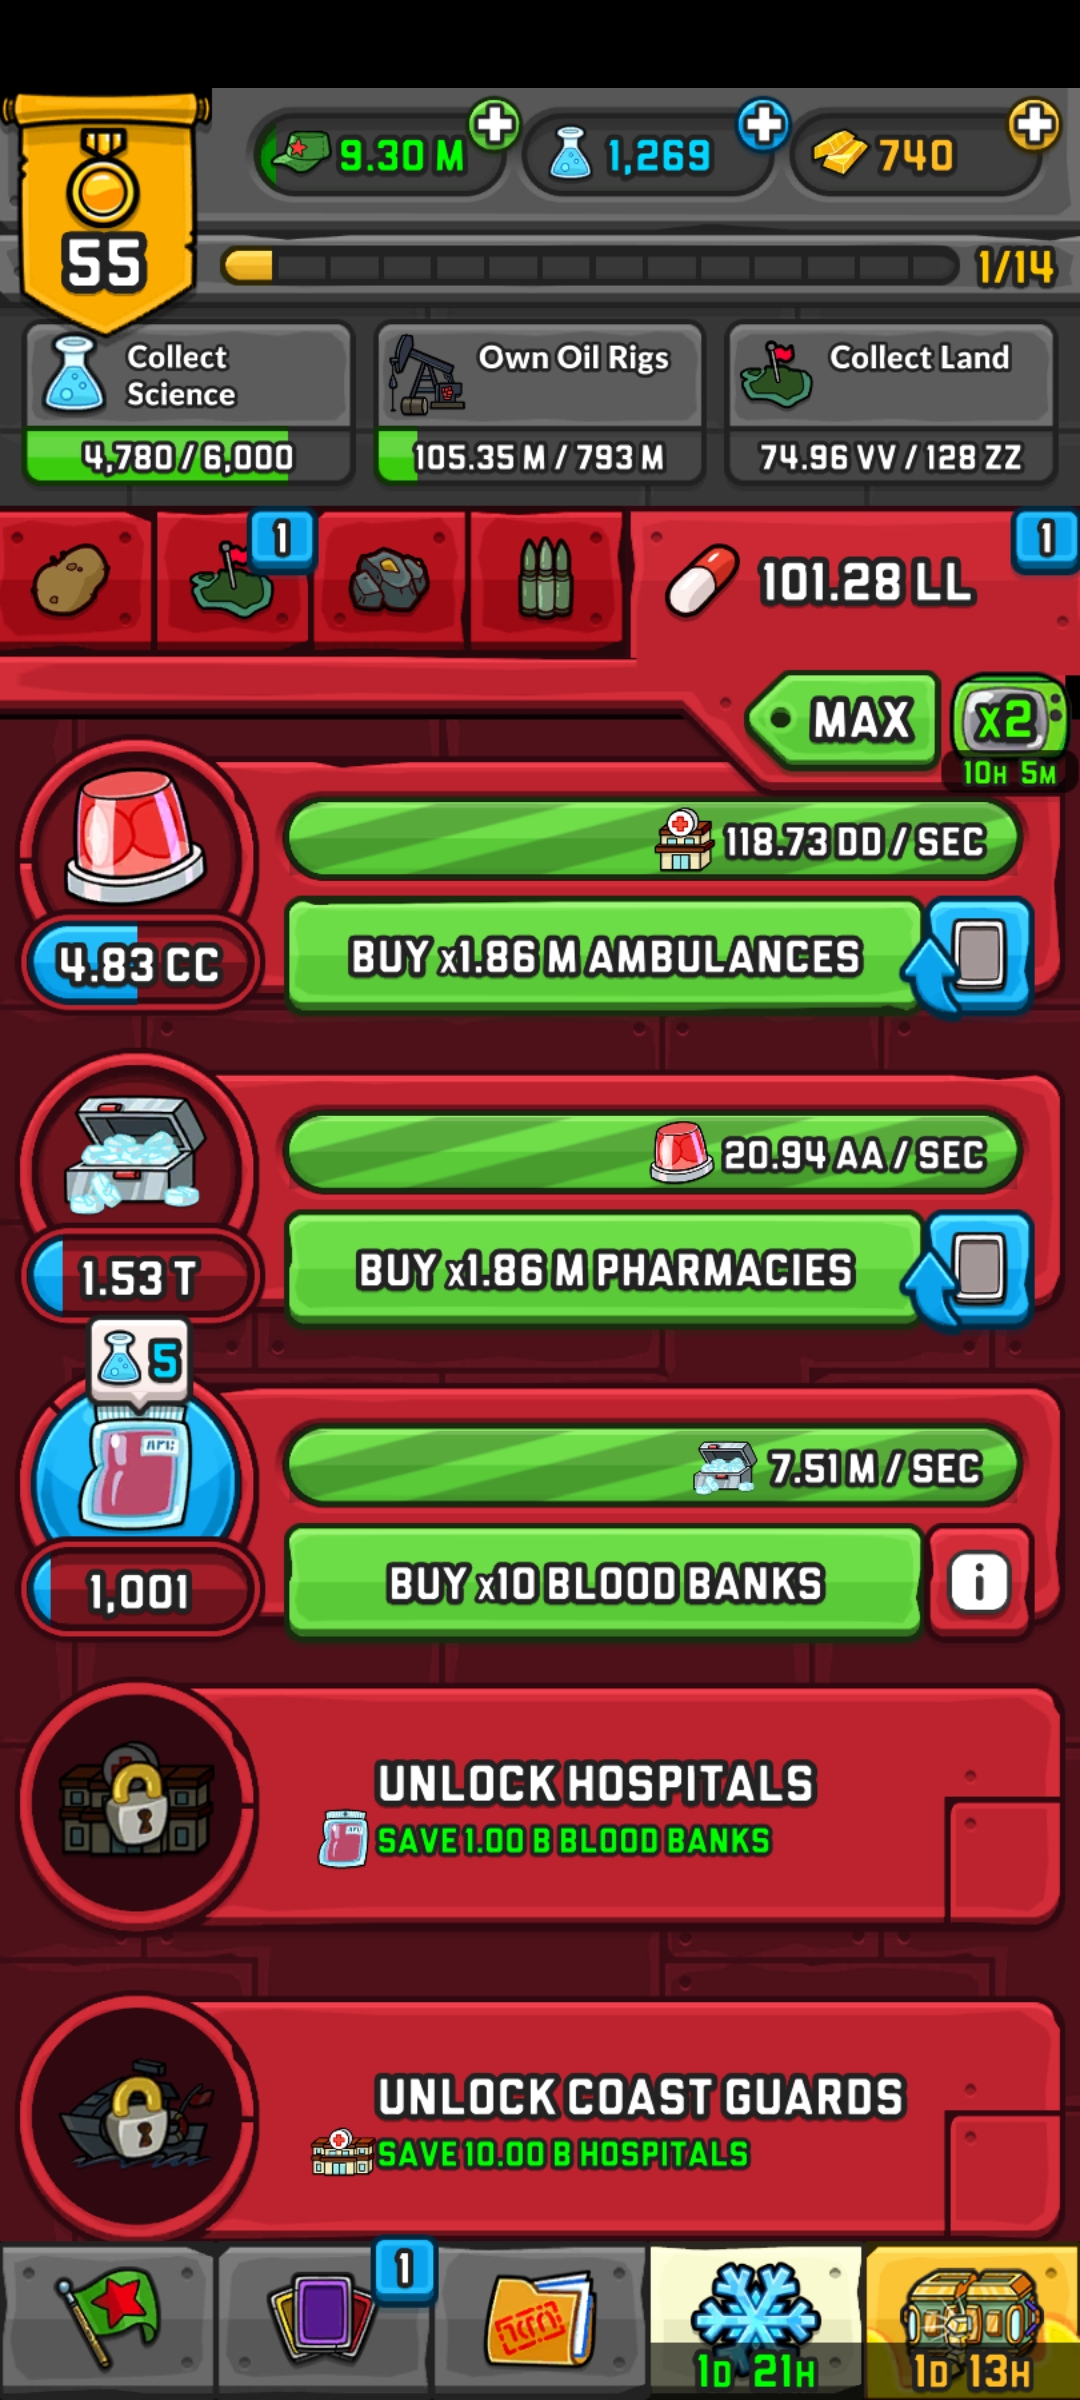 55
9.30 M
1,269
740
1/14
Collect
Science
4,780 / 6,000
Own Oil Rigs
105.35 M / 793 M
Collect Land
74.96 VV / 128 ZZ
1
101.28 LL
1
MAX
x2
10H 5M
118.73 DD / SEC
4.83 CC
BUY x1.86 M AMBULANCES
20.94 AA / SEC
1.53 T
BUY x1.86 M PHARMACIES
5
7.51 M / SEC
1,001
BUY x10 BLOOD BANKS
i
UNLOCK HOSPITALS
SAVE 1.00 B BLOOD BANKS
UNLOCK COAST GUARDS
SAVE 10.00 B HOSPITALS
1
1D 21H
1D 13H